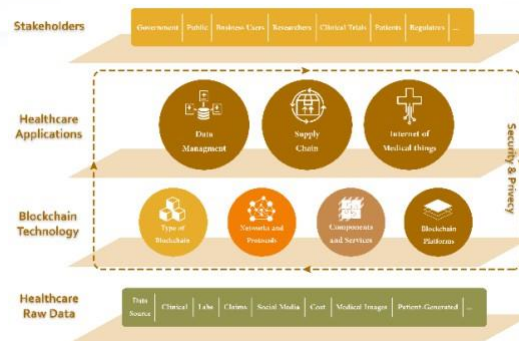 Stakeholders
Government | Public | Business Users | Researchers | Clinical Trials | Patients | Regulators | ...
Healthcare
Applications
Data
Managment
Supply
Chain
Internet of
Medical things
Security & Privecy
Blockchain
Technology
Type of
Blockchain
Networks and
Protocols
Components
and Services
Blockchain
Platforms
Healthcare
Raw Data
Data
Source | Clinical | Labs | Claims | Social Media | Cost | Medical Images | Patient-Generated | ...